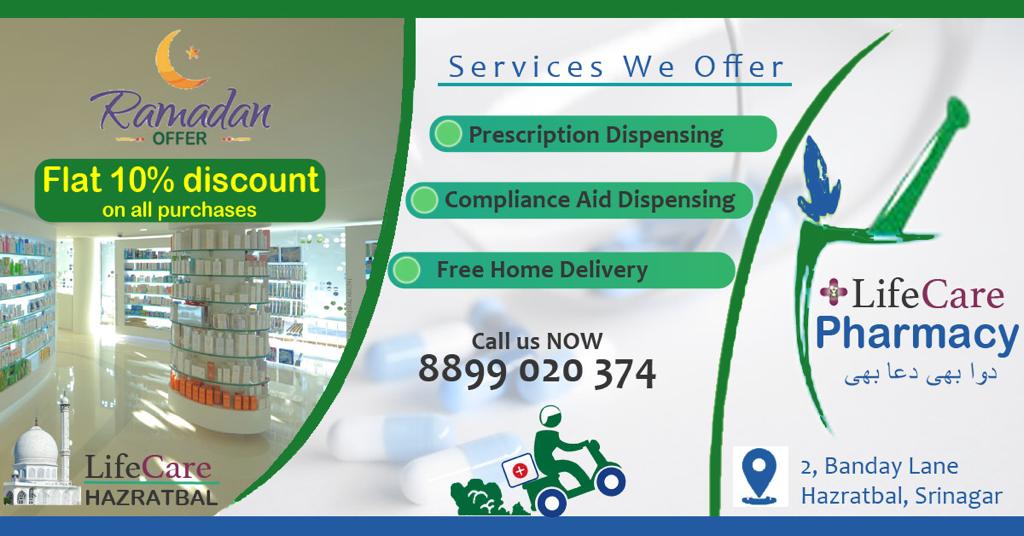 Ramadan
OFFER
Flat 10% discount
on all purchases
LifeCare
HAZRATBAL
Services We Offer
Prescription Dispensing
Compliance Aid Dispensing
Free Home Delivery
Call us NOW
8899 020 374
LifeCare
Pharmacy
دوا بھی دعا بھی
2, Banday Lane
Hazratbal, Srinagar